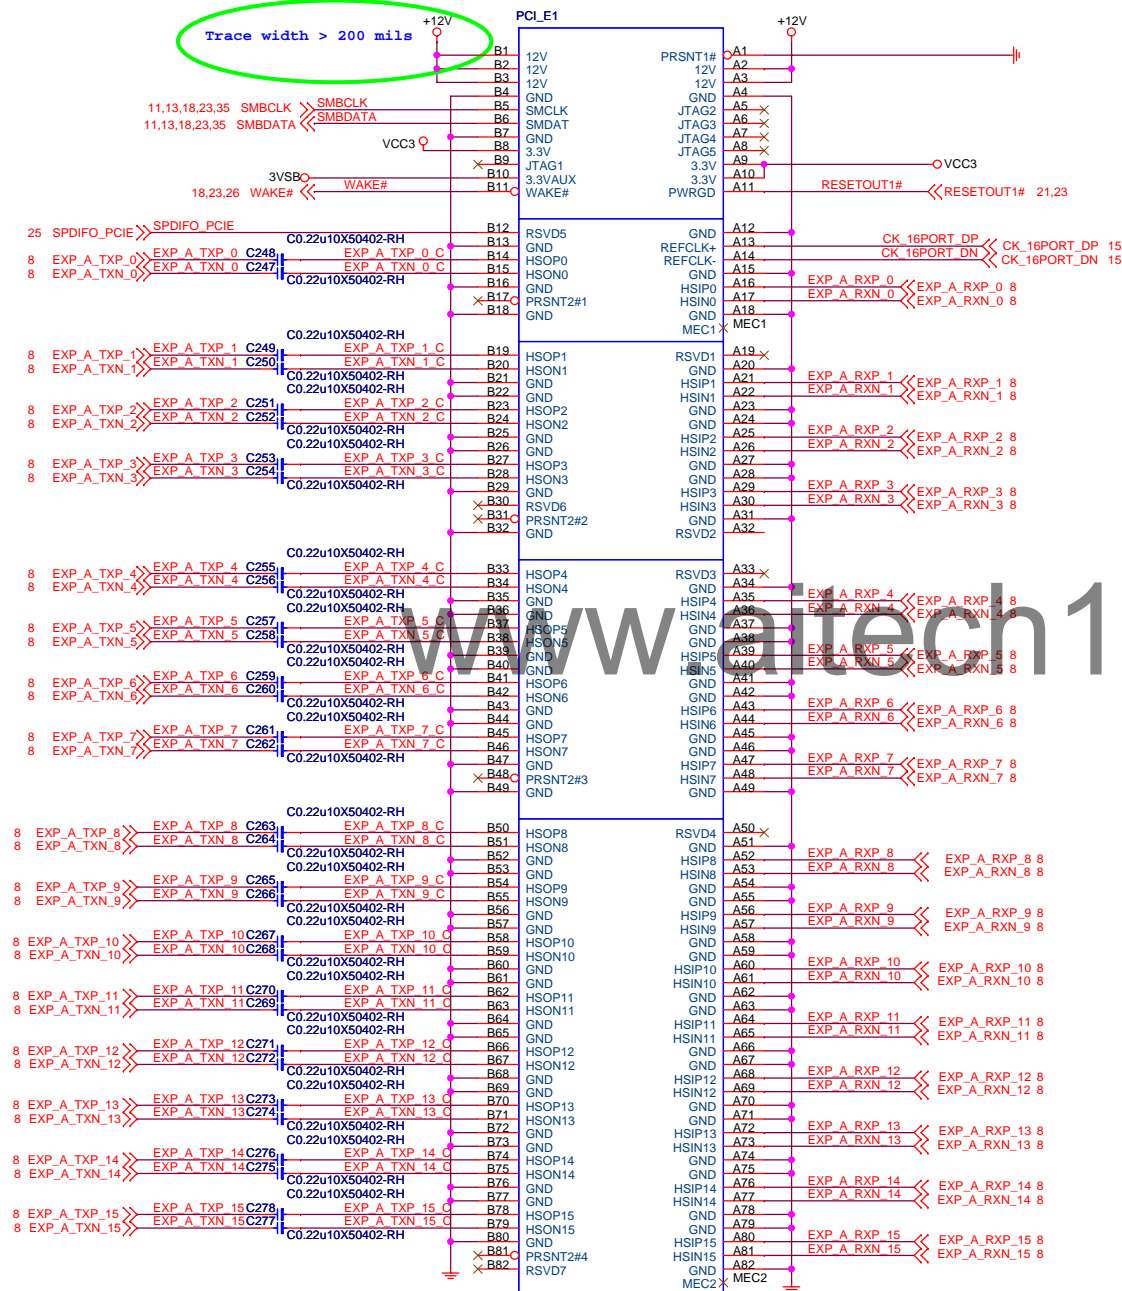 PCI_E1
+12V +12V
Trace width > 200 mils
B1 12V PRSNT1# A1
B2 12V 12V A2
B3 12V 12V A3
B4 GND GND A4
11,13,18,23,35 SMBCLK SMBCLK B5 SMCLK JTAG2 A5
11,13,18,23,35 SMBDATA SMBDATA B6 SMDAT JTAG3 A6
B7 GND JTAG4 A7
VCC3 B8 3.3V JTAG5 A8
B9 JTAG1 3.3V A9 VCC3
3VSB B10 3.3VAUX 3.3V A10
18,23,26 WAKE# WAKE# B11 WAKE# PWRGD A11 RESETOUT1# RESETOUT1# 21,23
25 SPDIFO_PCIE SPDIFO_PCIE B12 RSVD5 GND A12
C0.22u10X50402-RH
B13 GND REFCLK+ A13 CK_16PORT_DP CK_16PORT_DP 15
8 EXP_A_TXP_0 EXP_A_TXP_0 C248 EXP_A_TXP_0_C B14 HSOP0 REFCLK- A14 CK_16PORT_DN CK_16PORT_DN 15
8 EXP_A_TXN_0 EXP_A_TXN_0 C247 EXP_A_TXN_0_C B15 HSON0 GND A15
C0.22u10X50402-RH
B16 GND HSIP0 A16 EXP_A_RXP_0 EXP_A_RXP_0 8
B17 PRSNT2#1 HSIN0 A17 EXP_A_RXN_0 EXP_A_RXN_0 8
B18 GND GND A18
MEC1 MEC1
C0.22u10X50402-RH
8 EXP_A_TXP_1 EXP_A_TXP_1 C249 EXP_A_TXP_1_C B19 HSOP1 RSVD1 A19
8 EXP_A_TXN_1 EXP_A_TXN_1 C250 EXP_A_TXN_1_C B20 HSON1 GND A20
C0.22u10X50402-RH
B21 GND HSIP1 A21 EXP_A_RXP_1 EXP_A_RXP_1 8
C0.22u10X50402-RH
B22 GND HSIN1 A22 EXP_A_RXN_1 EXP_A_RXN_1 8
8 EXP_A_TXP_2 EXP_A_TXP_2 C251 EXP_A_TXP_2_C B23 HSOP2 GND A23
8 EXP_A_TXN_2 EXP_A_TXN_2 C252 EXP_A_TXN_2_C B24 HSON2 GND A24
C0.22u10X50402-RH
B25 GND HSIP2 A25 EXP_A_RXP_2 EXP_A_RXP_2 8
C0.22u10X50402-RH
B26 GND HSIN2 A26 EXP_A_RXN_2 EXP_A_RXN_2 8
8 EXP_A_TXP_3 EXP_A_TXP_3 C253 EXP_A_TXP_3_C B27 HSOP3 GND A27
8 EXP_A_TXN_3 EXP_A_TXN_3 C254 EXP_A_TXN_3_C B28 HSON3 GND A28
C0.22u10X50402-RH
B29 GND HSIP3 A29 EXP_A_RXP_3 EXP_A_RXP_3 8
B30 RSVD6 HSIN3 A30 EXP_A_RXN_3 EXP_A_RXN_3 8
B31 PRSNT2#2 GND A31
B32 GND RSVD2 A32
C0.22u10X50402-RH
8 EXP_A_TXP_4 EXP_A_TXP_4 C255 EXP_A_TXP_4_C B33 HSOP4 RSVD3 A33
8 EXP_A_TXN_4 EXP_A_TXN_4 C256 EXP_A_TXN_4_C B34 HSON4 GND A34
C0.22u10X50402-RH
B35 GND HSIP4 A35 EXP_A_RXP_4 EXP_A_RXP_4 8
C0.22u10X50402-RH
B36 GND HSIN4 A36 EXP_A_RXN_4 EXP_A_RXN_4 8
8 EXP_A_TXP_5 EXP_A_TXP_5 C257 EXP_A_TXP_5_C B37 HSOP5 GND A37
www.aitech1
8 EXP_A_TXN_5 EXP_A_TXN_5 C258 EXP_A_TXN_5_C B38 HSON5 GND A38
C0.22u10X50402-RH
B39 GND HSIP5 A39 EXP_A_RXP_5 EXP_A_RXP_5 8
C0.22u10X50402-RH
B40 GND HSIN5 A40 EXP_A_RXN_5 EXP_A_RXN_5 8
8 EXP_A_TXP_6 EXP_A_TXP_6 C259 EXP_A_TXP_6_C B41 HSOP6 GND A41
8 EXP_A_TXN_6 EXP_A_TXN_6 C260 EXP_A_TXN_6_C B42 HSON6 GND A42
C0.22u10X50402-RH
B43 GND HSIP6 A43 EXP_A_RXP_6 EXP_A_RXP_6 8
C0.22u10X50402-RH
B44 GND HSIN6 A44 EXP_A_RXN_6 EXP_A_RXN_6 8
8 EXP_A_TXP_7 EXP_A_TXP_7 C261 EXP_A_TXP_7_C B45 HSOP7 GND A45
8 EXP_A_TXN_7 EXP_A_TXN_7 C262 EXP_A_TXN_7_C B46 HSON7 GND A46
C0.22u10X50402-RH
B47 GND HSIP7 A47 EXP_A_RXP_7 EXP_A_RXP_7 8
B48 PRSNT2#3 HSIN7 A48 EXP_A_RXN_7 EXP_A_RXN_7 8
B49 GND GND A49
C0.22u10X50402-RH
8 EXP_A_TXP_8 EXP_A_TXP_8 C263 EXP_A_TXP_8_C B50 HSOP8 RSVD4 A50
8 EXP_A_TXN_8 EXP_A_TXN_8 C264 EXP_A_TXN_8_C B51 HSON8 GND A51
C0.22u10X50402-RH
B52 GND HSIP8 A52 EXP_A_RXP_8 EXP_A_RXP_8 8
C0.22u10X50402-RH
B53 GND HSIN8 A53 EXP_A_RXN_8 EXP_A_RXN_8 8
8 EXP_A_TXP_9 EXP_A_TXP_9 C265 EXP_A_TXP_9_C B54 HSOP9 GND A54
8 EXP_A_TXN_9 EXP_A_TXN_9 C266 EXP_A_TXN_9_C B55 HSON9 GND A55
C0.22u10X50402-RH
B56 GND HSIP9 A56 EXP_A_RXP_9 EXP_A_RXP_9 8
C0.22u10X50402-RH
B57 GND HSIN9 A57 EXP_A_RXN_9 EXP_A_RXN_9 8
8 EXP_A_TXP_10 EXP_A_TXP_10 C267 EXP_A_TXP_10_C B58 HSOP10 GND A58
8 EXP_A_TXN_10 EXP_A_TXN_10 C268 EXP_A_TXN_10_C B59 HSON10 GND A59
C0.22u10X50402-RH
B60 GND HSIP10 A60 EXP_A_RXP_10 EXP_A_RXP_10 8
C0.22u10X50402-RH
B61 GND HSIN10 A61 EXP_A_RXN_10 EXP_A_RXN_10 8
8 EXP_A_TXP_11 EXP_A_TXP_11 C270 EXP_A_TXP_11_C B62 HSOP11 GND A62
8 EXP_A_TXN_11 EXP_A_TXN_11 C269 EXP_A_TXN_11_C B63 HSON11 GND A63
C0.22u10X50402-RH
B64 GND HSIP11 A64 EXP_A_RXP_11 EXP_A_RXP_11 8
C0.22u10X50402-RH
B65 GND HSIN11 A65 EXP_A_RXN_11 EXP_A_RXN_11 8
8 EXP_A_TXP_12 EXP_A_TXP_12 C271 EXP_A_TXP_12_C B66 HSOP12 GND A66
8 EXP_A_TXN_12 EXP_A_TXN_12 C272 EXP_A_TXN_12_C B67 HSON12 GND A67
C0.22u10X50402-RH
B68 GND HSIP12 A68 EXP_A_RXP_12 EXP_A_RXP_12 8
C0.22u10X50402-RH
B69 GND HSIN12 A69 EXP_A_RXN_12 EXP_A_RXN_12 8
8 EXP_A_TXP_13 EXP_A_TXP_13 C273 EXP_A_TXP_13_C B70 HSOP13 GND A70
8 EXP_A_TXN_13 EXP_A_TXN_13 C274 EXP_A_TXN_13_C B71 HSON13 GND A71
C0.22u10X50402-RH
B72 GND HSIP13 A72 EXP_A_RXP_13 EXP_A_RXP_13 8
C0.22u10X50402-RH
B73 GND HSIN13 A73 EXP_A_RXN_13 EXP_A_RXN_13 8
8 EXP_A_TXP_14 EXP_A_TXP_14 C276 EXP_A_TXP_14_C B74 HSOP14 GND A74
8 EXP_A_TXN_14 EXP_A_TXN_14 C275 EXP_A_TXN_14_C B75 HSON14 GND A75
C0.22u10X50402-RH
B76 GND HSIP14 A76 EXP_A_RXP_14 EXP_A_RXP_14 8
C0.22u10X50402-RH
B77 GND HSIN14 A77 EXP_A_RXN_14 EXP_A_RXN_14 8
8 EXP_A_TXP_15 EXP_A_TXP_15 C278 EXP_A_TXP_15_C B78 HSOP15 GND A78
8 EXP_A_TXN_15 EXP_A_TXN_15 C277 EXP_A_TXN_15_C B79 HSON15 GND A79
C0.22u10X50402-RH
B80 GND HSIP15 A80 EXP_A_RXP_15 EXP_A_RXP_15 8
B81 PRSNT2#4 HSIN15 A81 EXP_A_RXN_15 EXP_A_RXN_15 8
B82 RSVD7 GND A82
MEC2 MEC2